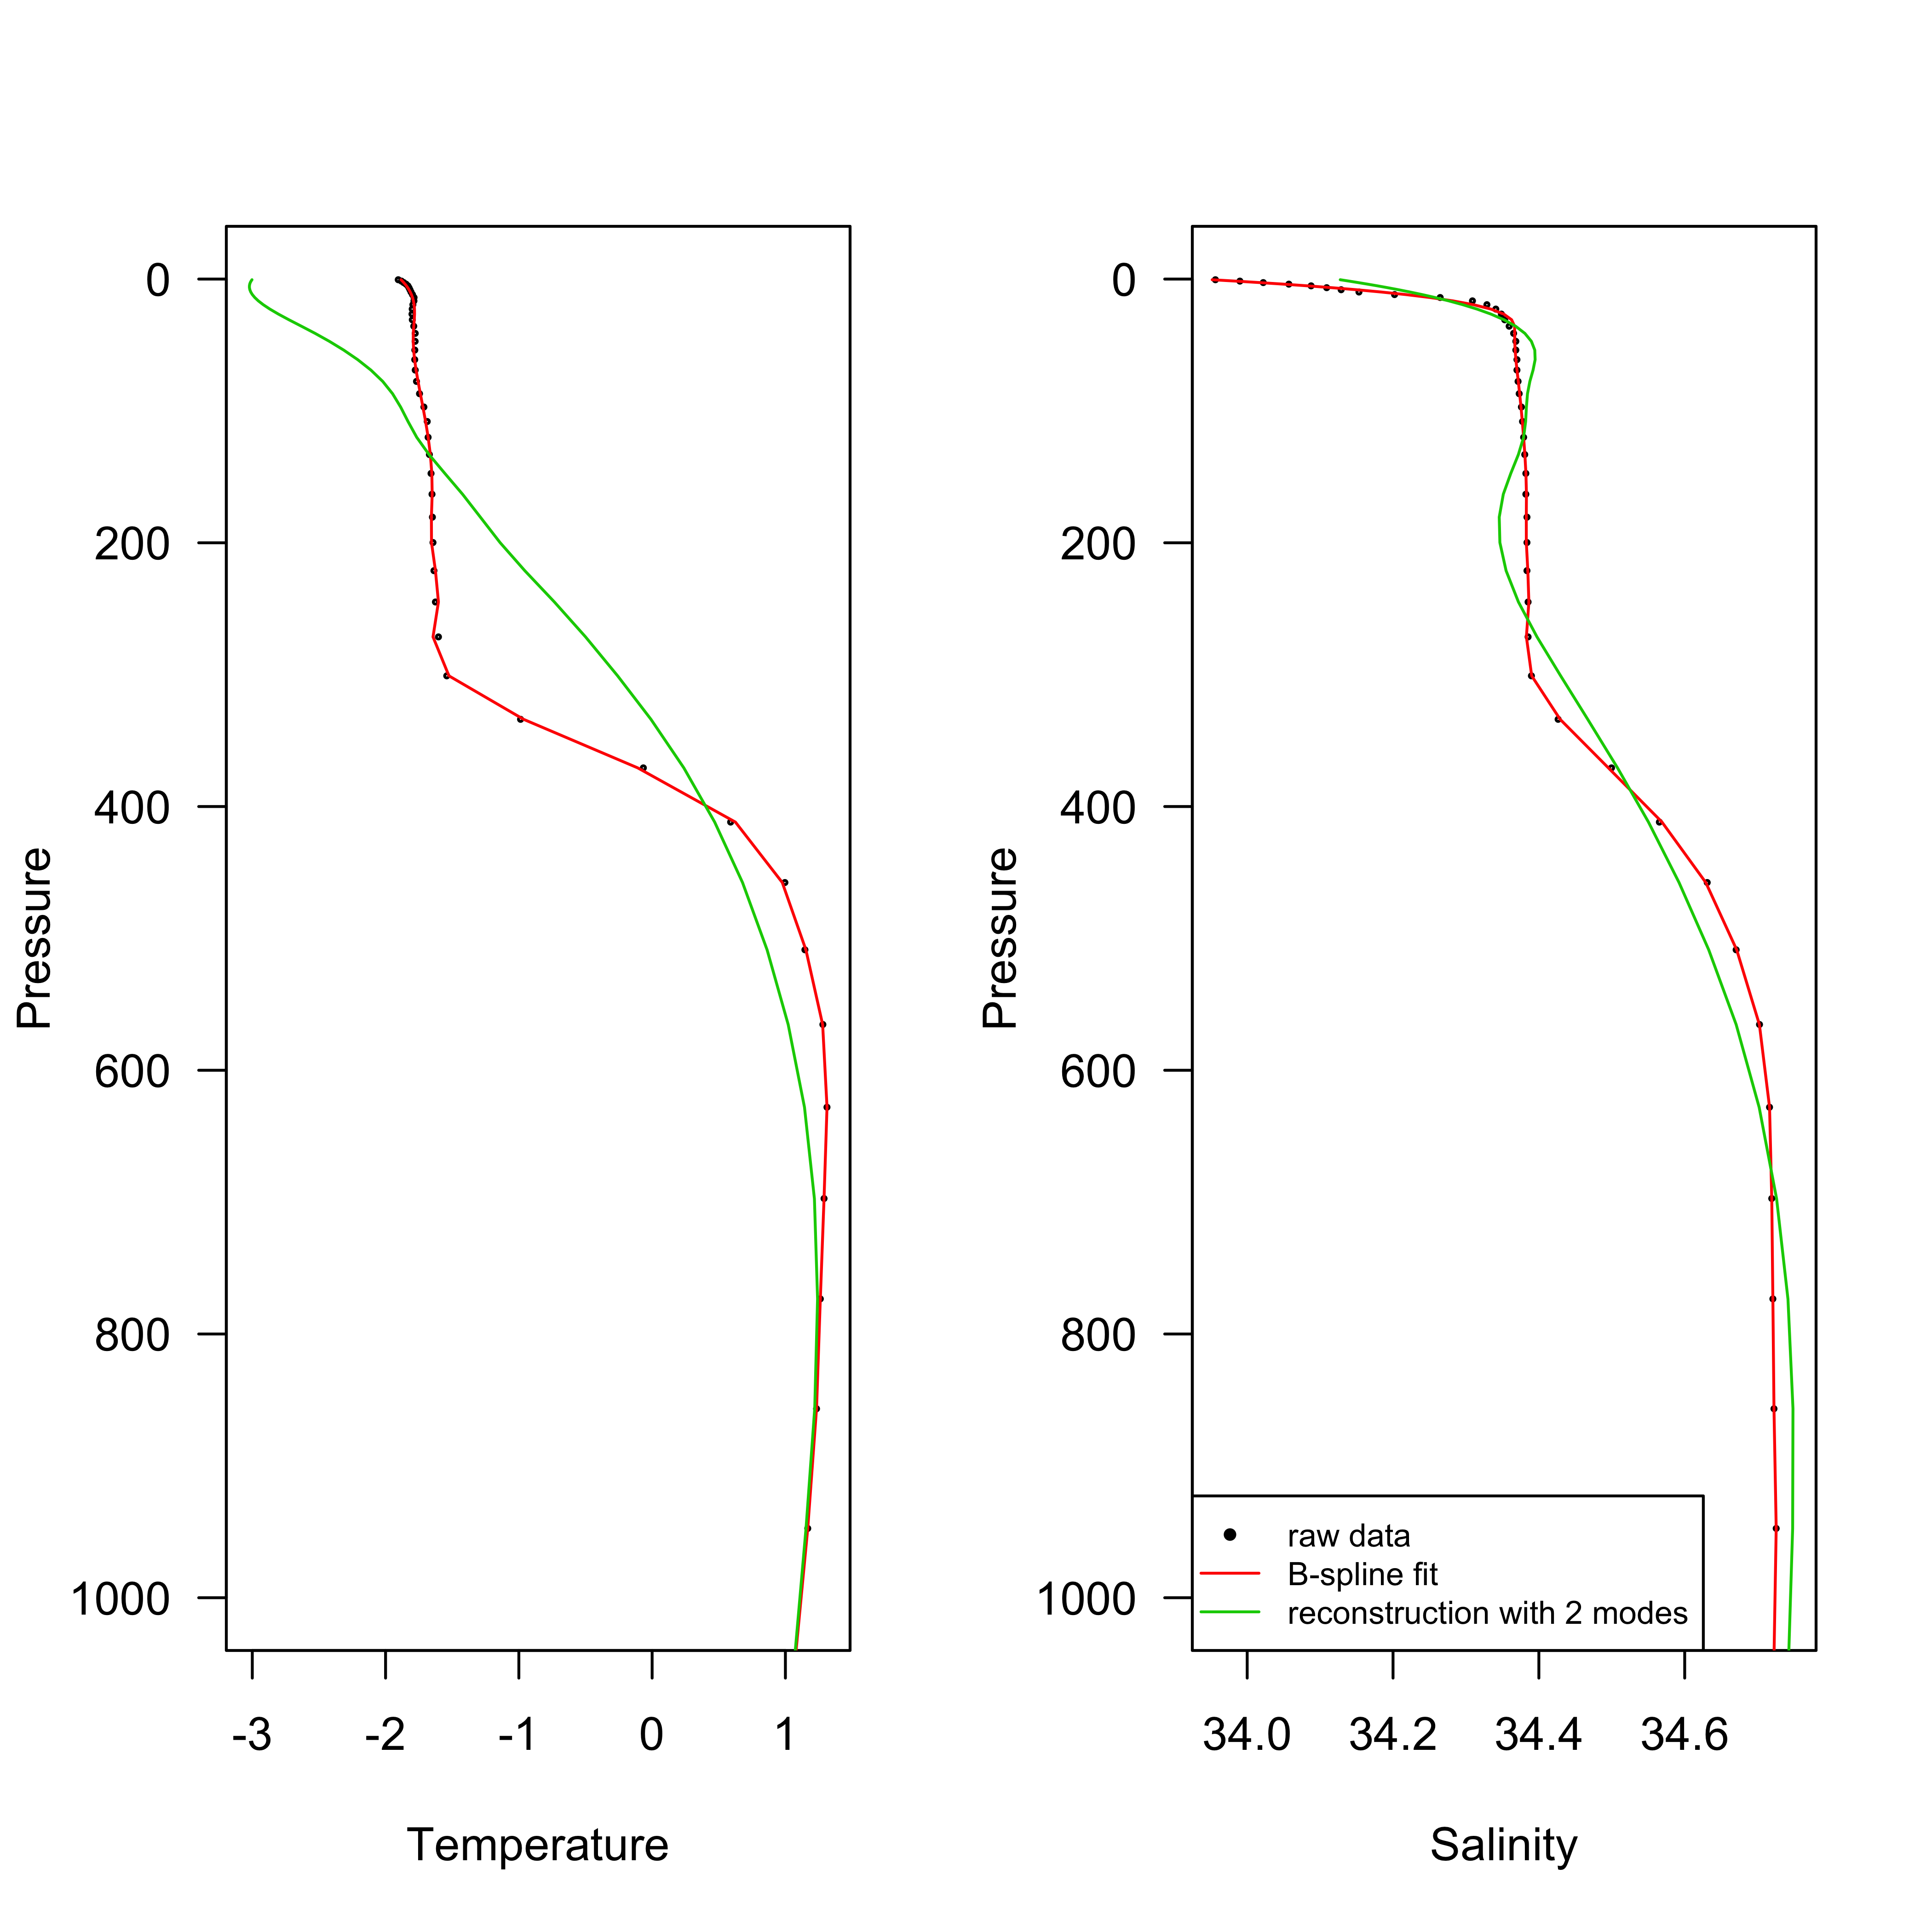 0
200
400
600
800
1000
Pressure
-3 -2 -1 0 1
Temperature
0
200
400
600
800
1000
Pressure
34.0 34.2 34.4 34.6
Salinity
raw data
B-spline fit
reconstruction with 2 modes